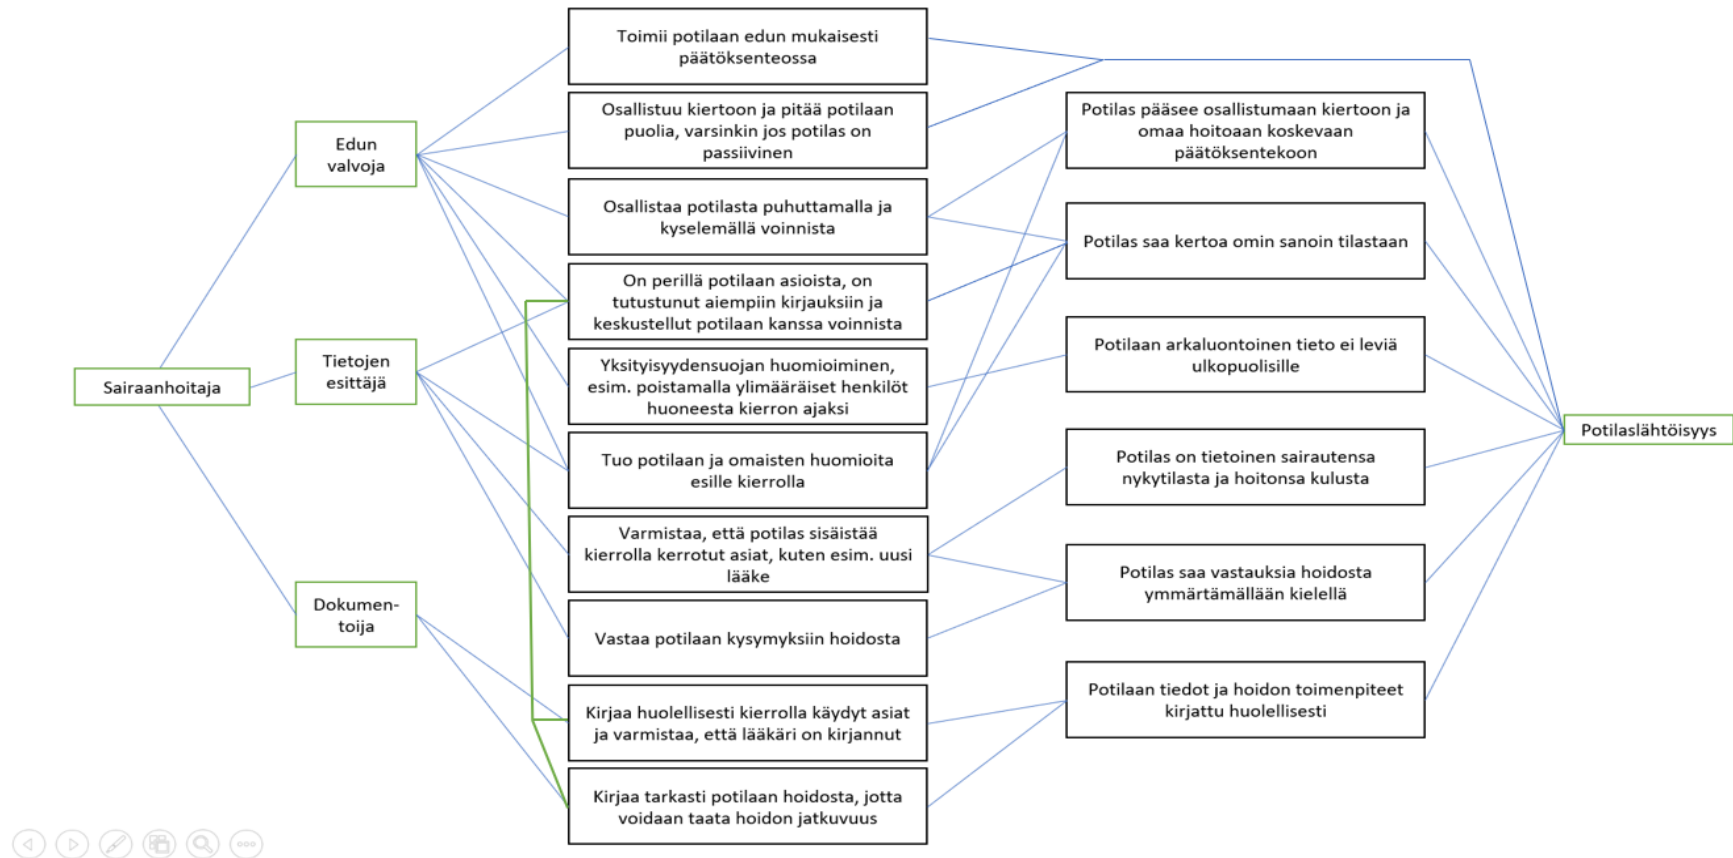 Sairaanhoitaja
Edun
valvoja
Tietojen
esittäjä
Dokumen-
toija
Toimii potilaan edun mukaisesti
päätöksenteossa
Osallistuu kiertoon ja pitää potilaan
puolia, varsinkin jos potilas on
passiivinen
Osallistaa potilasta puhuttamalla ja
kyselemällä voinnista
On perillä potilaan asioista, on
tutustunut aiempiin kirjauksiin ja
keskustellut potilaan kanssa voinnista
Yksityisyydensuojan huomioiminen,
esim. poistamalla ylimääräiset henkilöt
huoneesta kierron ajaksi
Tuo potilaan ja omaisten huomioita
esille kierrolla
Varmistaa, että potilas sisäistää
kierrolla kerrotut asiat, kuten esim. uusi
lääke
Vastaa potilaan kysymyksiin hoidosta
Kirjaa huolellisesti kierrolla käydyt asiat
ja varmistaa, että lääkäri on kirjannut
Kirjaa tarkasti potilaan hoidosta, jotta
voidaan taata hoidon jatkuvuus
Potilas pääsee osallistumaan kiertoon ja
omaa hoitoaan koskevaan
päätöksentekoon
Potilas saa kertoa omin sanoin tilastaan
Potilaan arkaluontoinen tieto ei leviä
ulkopuolisille
Potilas on tietoinen sairautensa
nykytilasta ja hoitonsa kulusta
Potilas saa vastauksia hoidosta
ymmärtämällään kielellä
Potilaan tiedot ja hoidon toimenpiteet
kirjattu huolellisesti
Potilaslähtöisyys